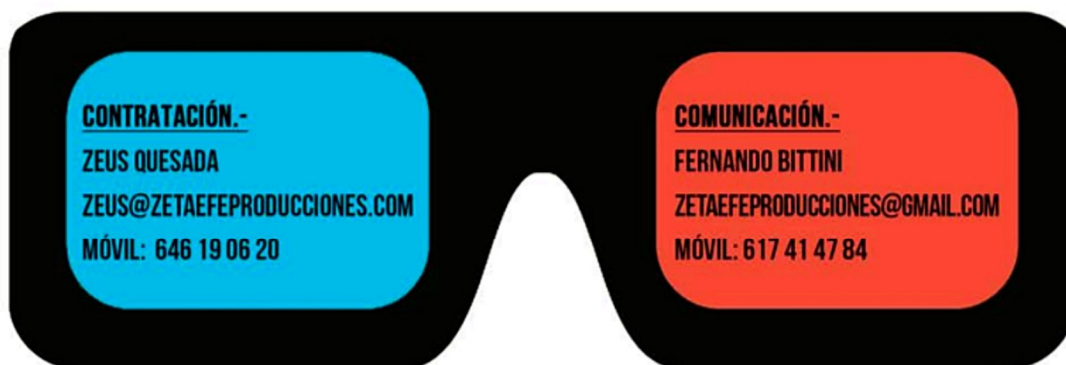 CONTRATACIÓN.-
ZEUS QUESADA
ZEUS@ZETAEFEPRODUCCIONES.COM
MÓVIL: 646 19 06 20
COMUNICACIÓN.-
FERNANDO BITTINI
ZETAEFEPRODUCCIONES@GMAIL.COM
MÓVIL: 617 41 47 84